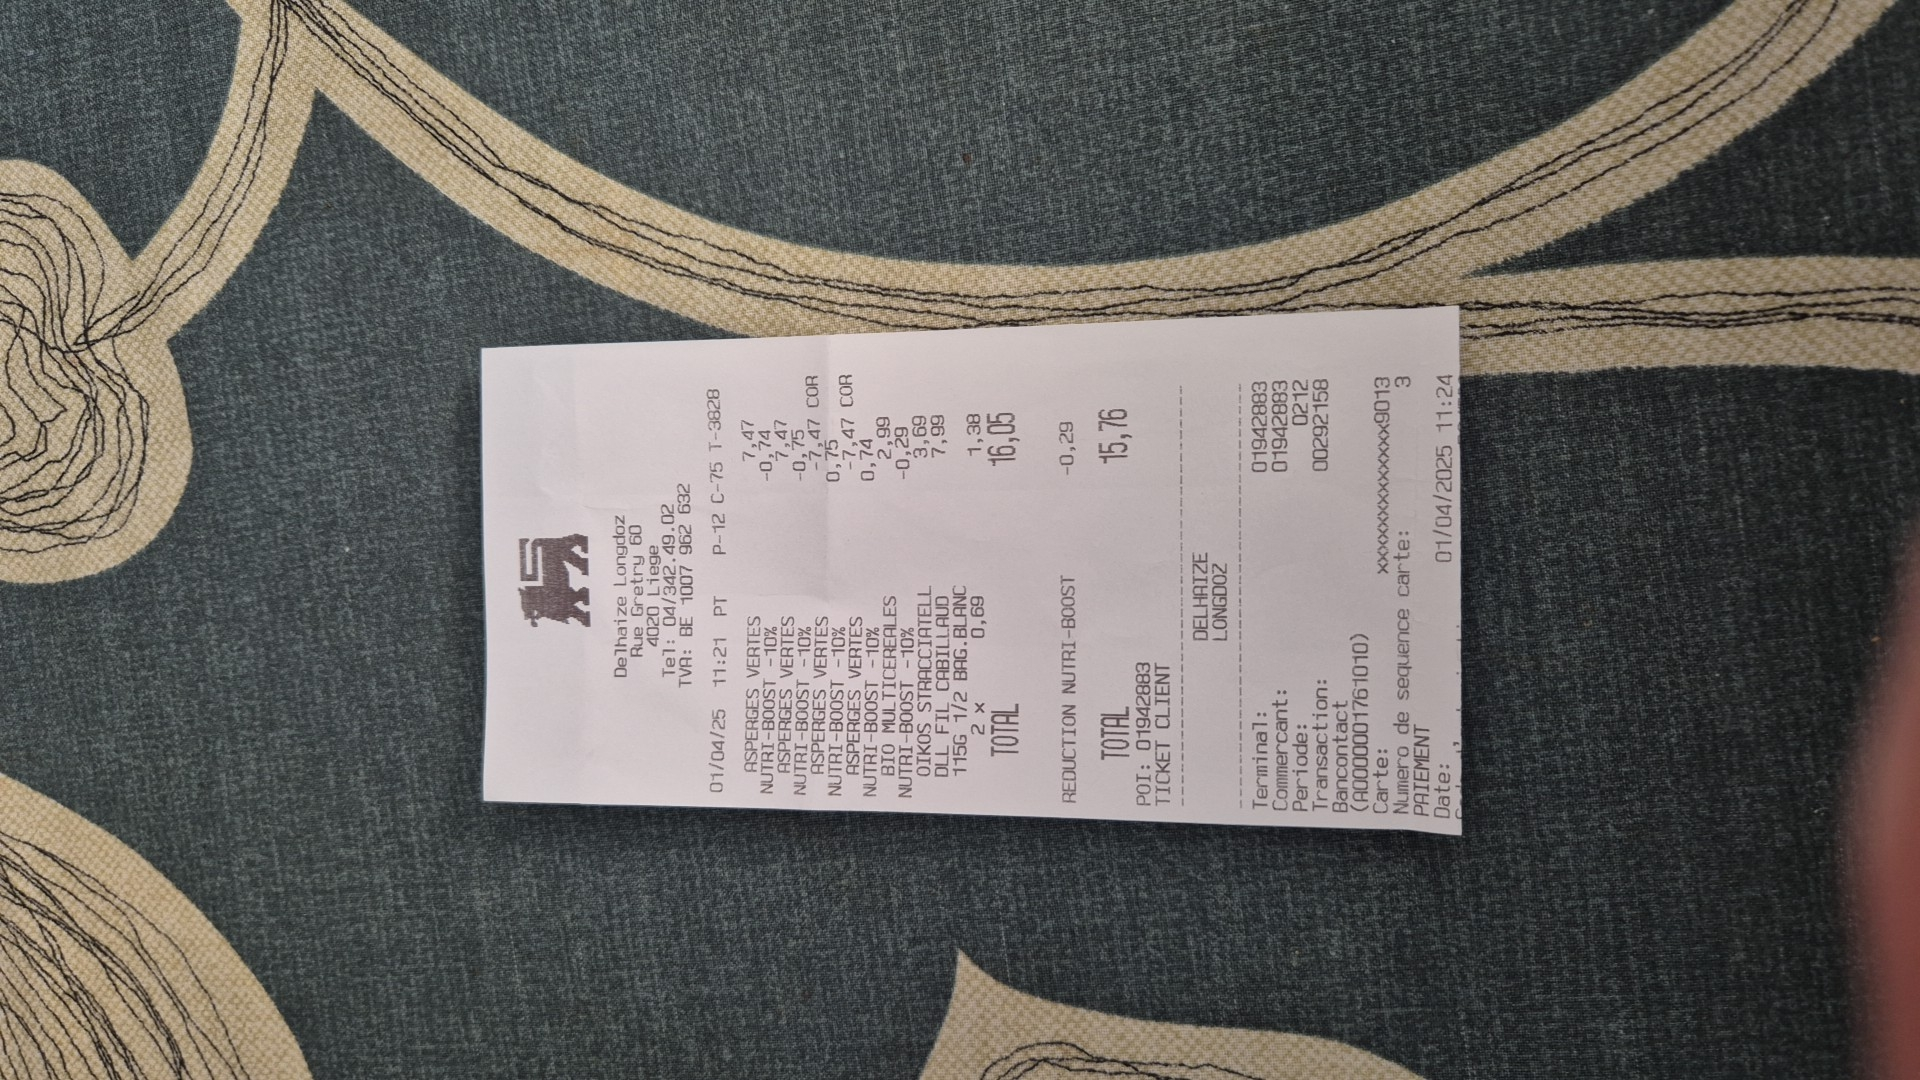 Delhaize Longdoz
Rue Gretry 60
4020 Liege
Tel: 04/342.49.02
TVA: BE 1007 962 632
01/04/25 11:21 PT P-12 C-75 T-3828
ASPERGES VERTES 7,47
NUTRI-BOOST -10% -0,74
ASPERGES VERTES 7,47
NUTRI-BOOST -10% -0,75
ASPERGES VERTES -7,47 COR
NUTRI-BOOST -10% 0,75
ASPERGES VERTES -7,47 COR
NUTRI-BOOST -10% 0,74
BIO MULTICEREALES 2,99
NUTRI-BOOST -10% -0,29
OIKOS STRACCIATELL 3,69
DLL FIL CABILLAUD 7,99
115G 1/2 BAG.BLANC
2 x 0,69 1,38
TOTAL 16,05
REDUCTION NUTRI-BOOST -0,29
TOTAL 15,76
POI: 01942883
TICKET CLIENT
--------------------------------
DELHAIZE
LONGDOZ
--------------------------------
Terminal: 01942883
Commercant: 01942883
Periode: 0212
Transaction: 00292158
Bancontact
(A0000001761010)
Carte: xxxxxxxxxxxxxxx9013
Numero de sequence carte: 3
PAIEMENT
Date: 01/04/2025 11:24